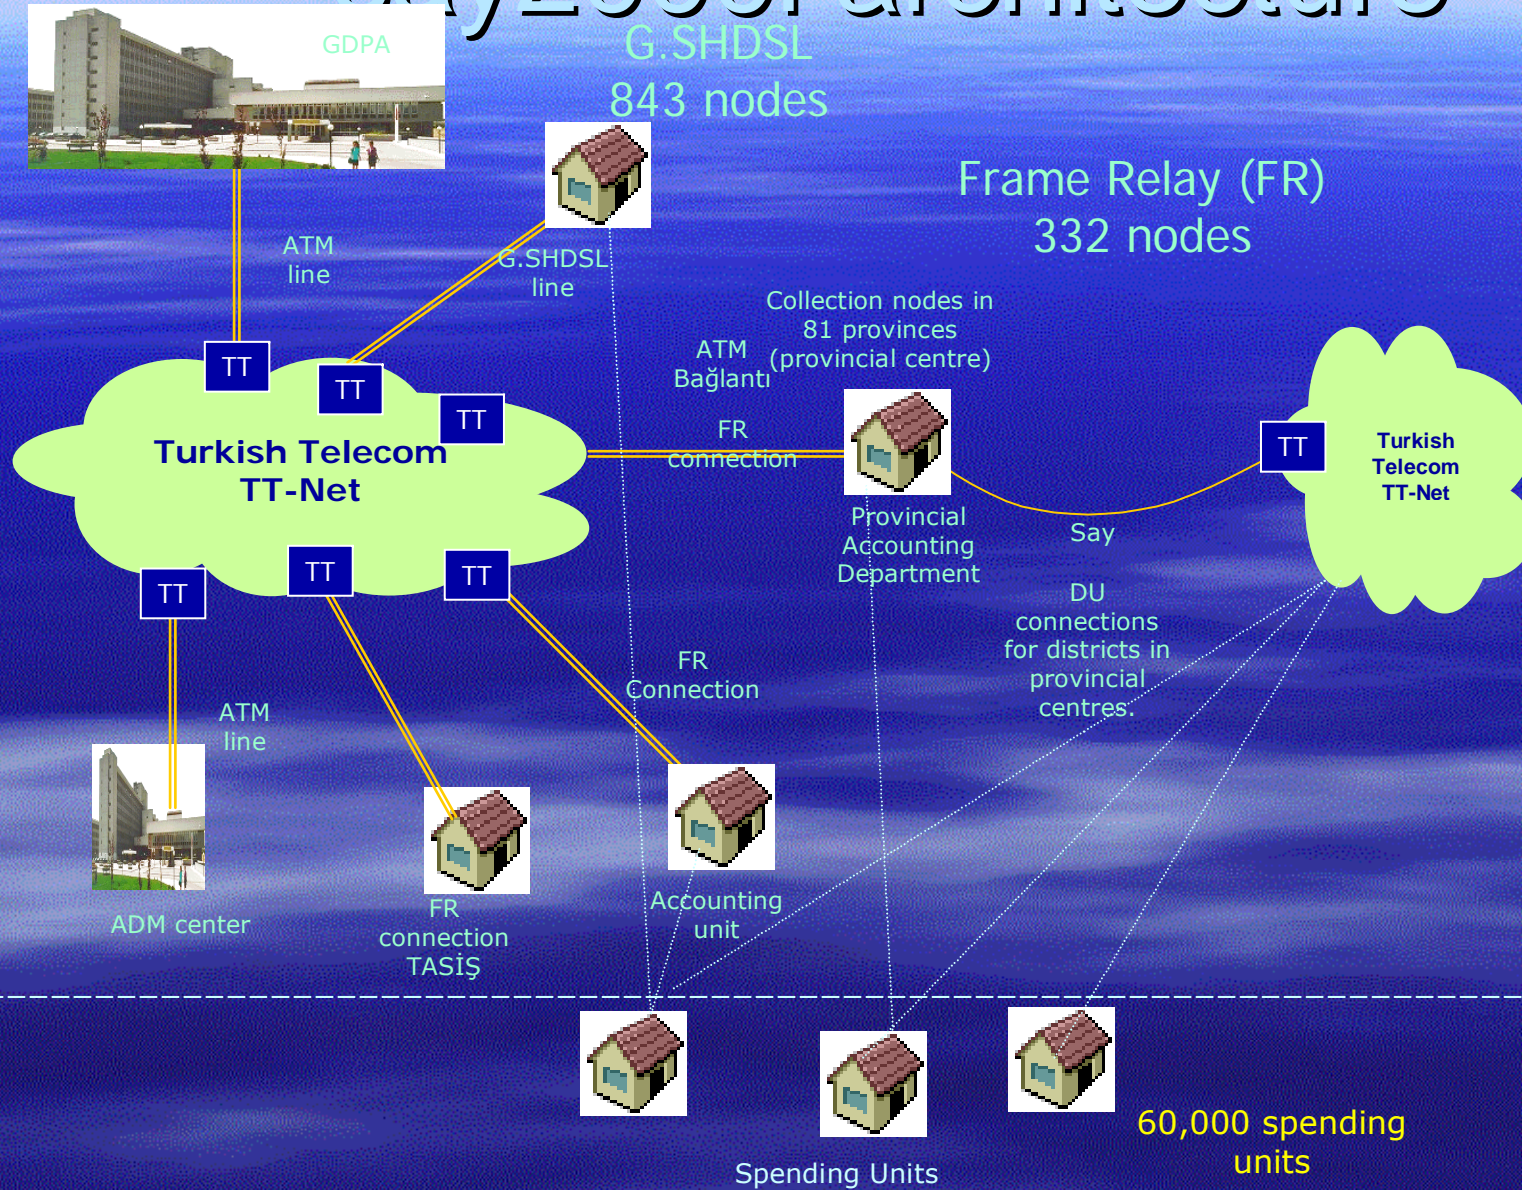 say2000i architecture
GDPA
G.SHDSL
843 nodes
Frame Relay (FR)
332 nodes
ATM
line
G.SHDSL
line
Collection nodes in
81 provinces
(provincial centre)
ATM
Bağlantı
FR
connection
TT
TT
TT
Turkish Telecom
TT-Net
TT
Turkish
Telecom
TT-Net
Provincial
Accounting
Department
Say
DU
connections
for districts in
provincial
centres.
TT
TT
TT
FR
Connection
ATM
line
ADM center
FR
connection
TASİŞ
Accounting
unit
60,000 spending
units
Spending Units